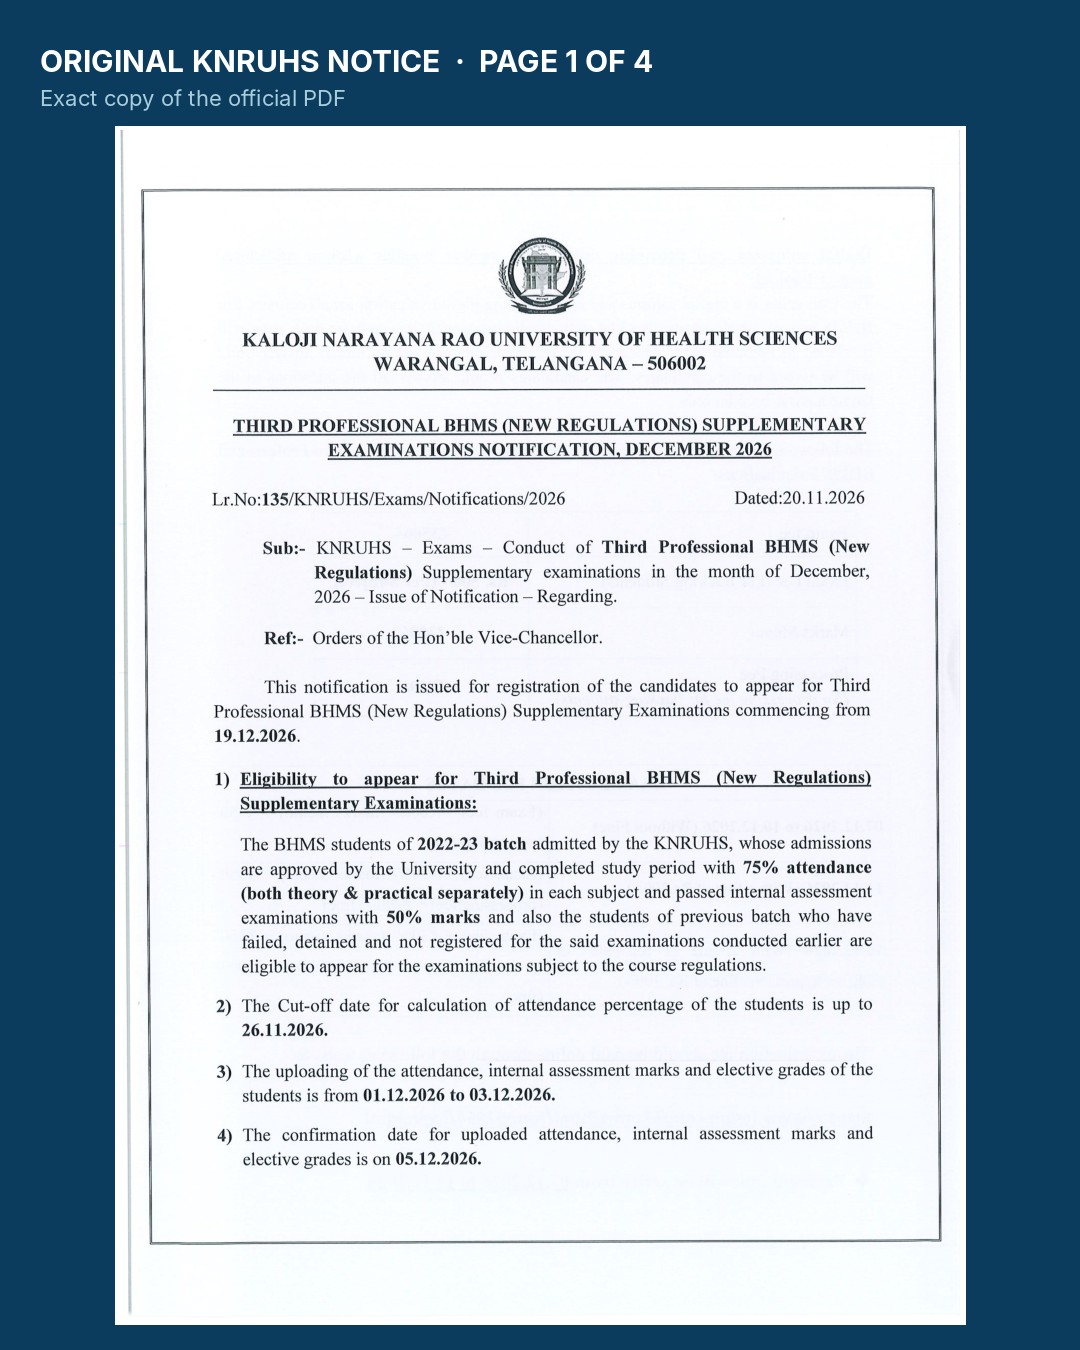 ORIGINAL KNRUHS NOTICE · PAGE 1 OF 4
Exact copy of the official PDF
KALOJI NARAYANA RAO UNIVERSITY OF HEALTH SCIENCES
WARANGAL, TELANGANA – 506002
THIRD PROFESSIONAL BHMS (NEW REGULATIONS) SUPPLEMENTARY
EXAMINATIONS NOTIFICATION, DECEMBER 2026
Lr.No:135/KNRUHS/Exams/Notifications/2026 Dated:20.11.2026
Sub:- KNRUHS – Exams – Conduct of Third Professional BHMS (New
Regulations) Supplementary examinations in the month of December,
2026 – Issue of Notification – Regarding.
Ref:- Orders of the Hon’ble Vice-Chancellor.
This notification is issued for registration of the candidates to appear for Third
Professional BHMS (New Regulations) Supplementary Examinations commencing from
19.12.2026.
1) Eligibility to appear for Third Professional BHMS (New Regulations)
Supplementary Examinations:
The BHMS students of 2022-23 batch admitted by the KNRUHS, whose admissions
are approved by the University and completed study period with 75% attendance
(both theory & practical separately) in each subject and passed internal assessment
examinations with 50% marks and also the students of previous batch who have
failed, detained and not registered for the said examinations conducted earlier are
eligible to appear for the examinations subject to the course regulations.
2) The Cut-off date for calculation of attendance percentage of the students is up to
26.11.2026.
3) The uploading of the attendance, internal assessment marks and elective grades of the
students is from 01.12.2026 to 03.12.2026.
4) The confirmation date for uploaded attendance, internal assessment marks and
elective grades is on 05.12.2026.